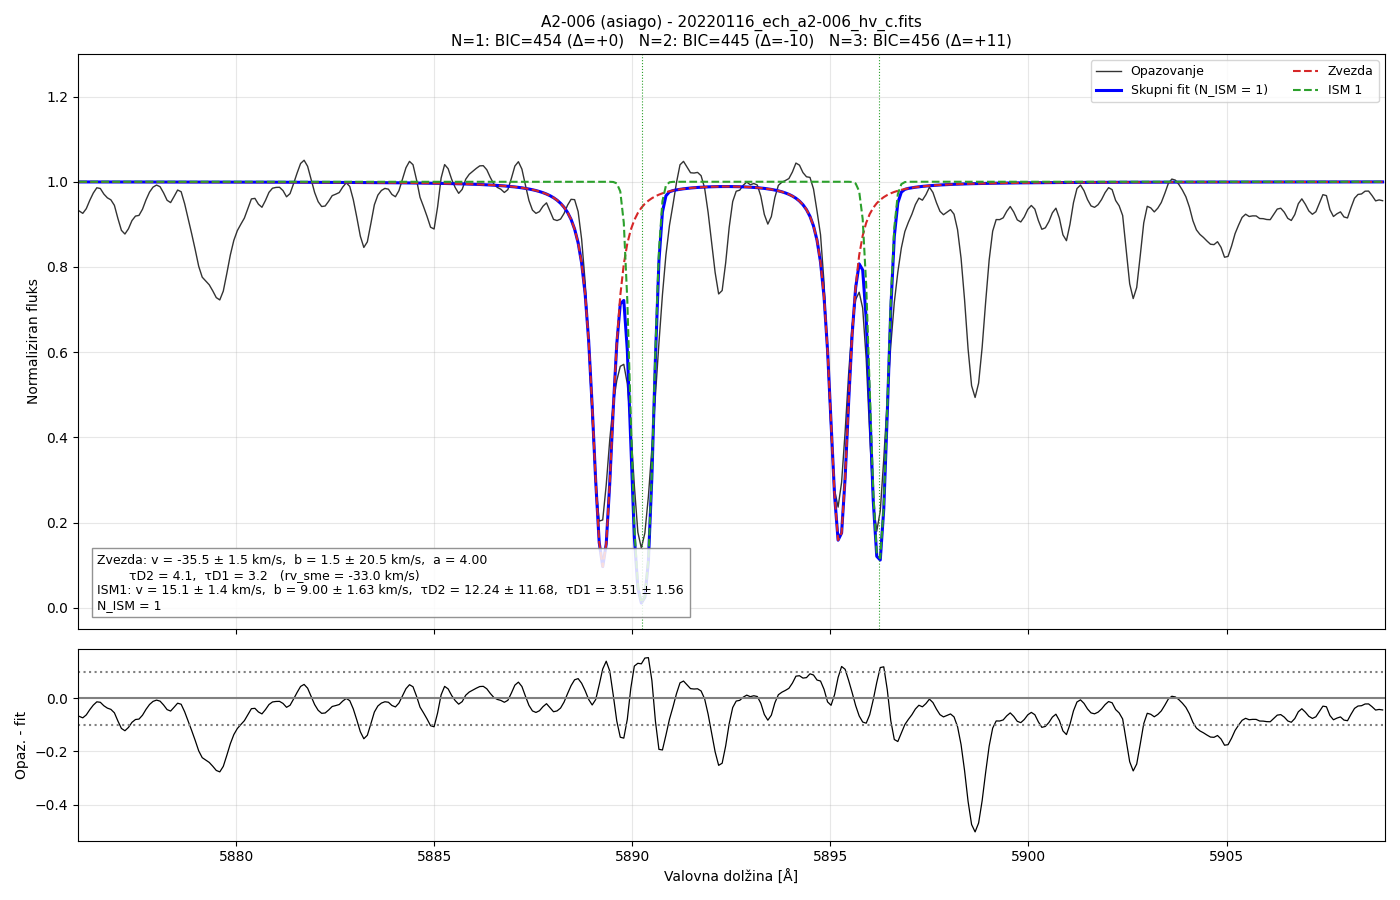 A2-006 (asiago) - 20220116_ech_a2-006_hv_c.fits
N=1: BIC=454 (Δ=+0)   N=2: BIC=445 (Δ=-10)   N=3: BIC=456 (Δ=+11)
Opazovanje
Skupni fit (N_ISM = 1)
Zvezda
ISM 1
Normaliziran fluks
1.2
1.0
0.8
0.6
0.4
0.2
0.0
Zvezda: v = -35.5 ± 1.5 km/s,  b = 1.5 ± 20.5 km/s,  a = 4.00
τD2 = 4.1,  τD1 = 3.2   (rv_sme = -33.0 km/s)
ISM1: v = 15.1 ± 1.4 km/s,  b = 9.00 ± 1.63 km/s,  τD2 = 12.24 ± 11.68,  τD1 = 3.51 ± 1.56
N_ISM = 1
Opaz. - fit
0.0
−0.2
−0.4
5880
5885
5890
5895
5900
5905
Valovna dolžina [Å]